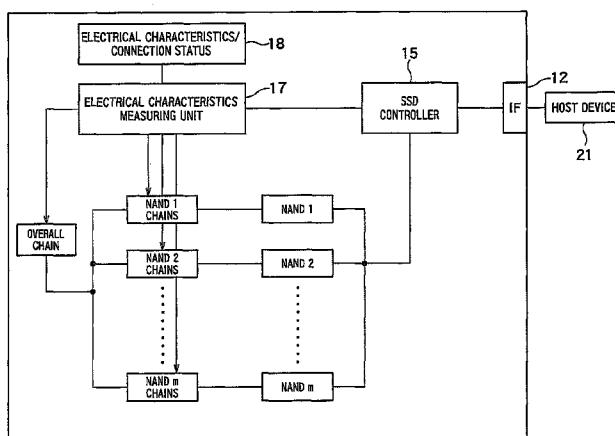 ELECTRICAL CHARACTERISTICS/
CONNECTION STATUS
18
17
ELECTRICAL CHARACTERISTICS
MEASURING UNIT
15
SSD
CONTROLLER
12
IF
HOST DEVICE
21
OVERALL
CHAIN
NAND 1
CHAINS
NAND 1
NAND 2
CHAINS
NAND 2
NAND m
CHAINS
NAND m